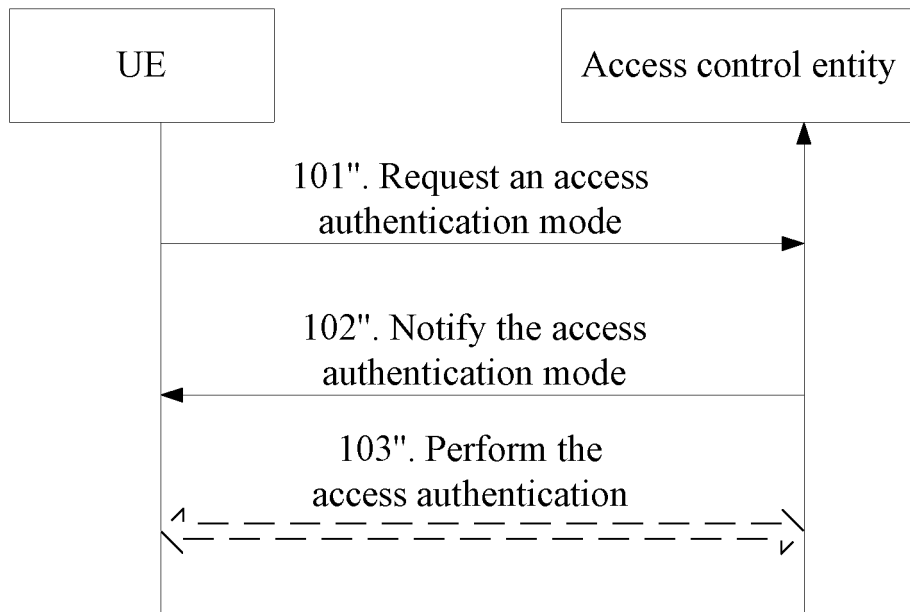 UE
Access control entity
101". Request an access
authentication mode
102". Notify the access
authentication mode
103". Perform the
access authentication